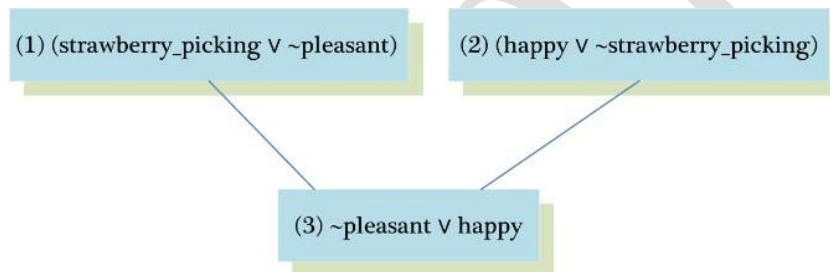 (1) (strawberry_picking ∨ ~pleasant)
(2) (happy ∨ ~strawberry_picking)
(3) ~pleasant ∨ happy